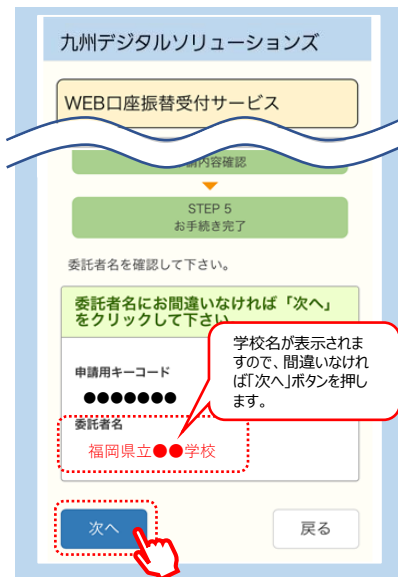 九州デジタルソリューションズ
WEB口座振替受付サービス
内容確認
STEP 5
お手続き完了
委託者名を確認して下さい。
委託者名にお間違いなければ「次へ」
をクリックして下さい
学校名が表示されま
すので、間違いなけれ
ば「次へ」ボタンを押し
ます。
申請用キーコード
●●●●●●●
委託者名
福岡県立●●学校
次へ
戻る